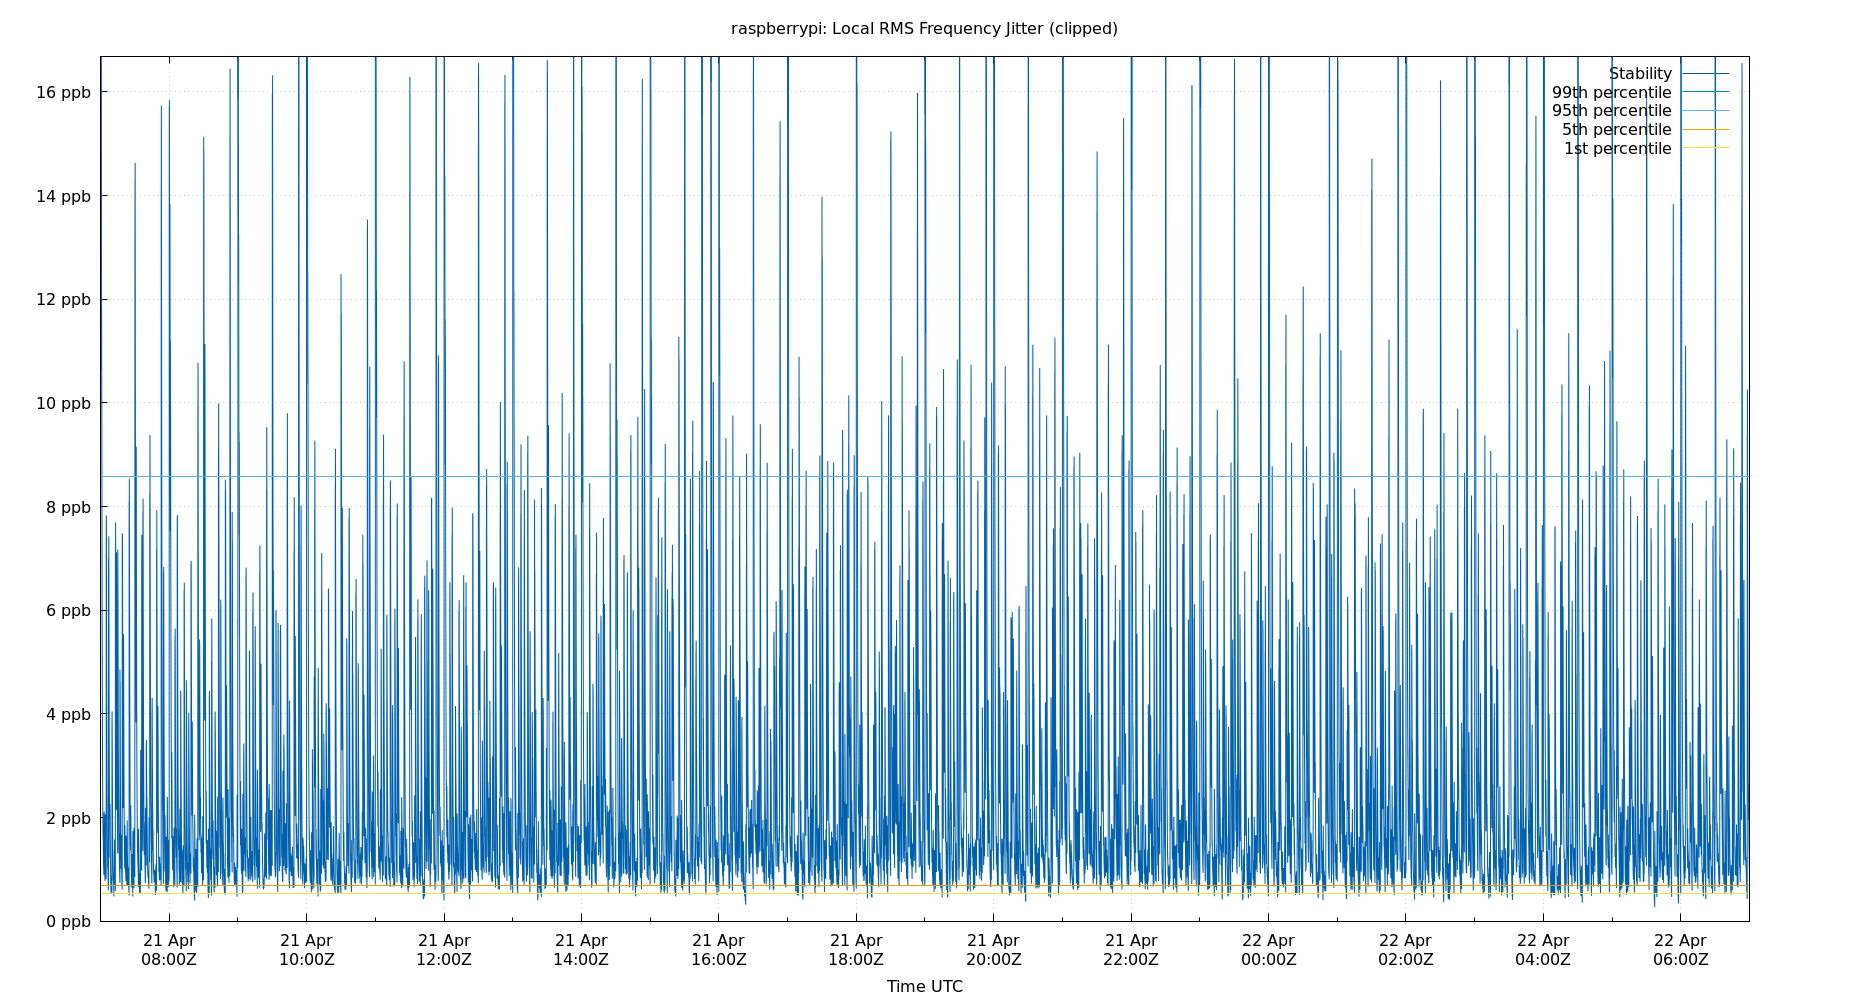 raspberrypi: Local RMS Frequency Jitter (clipped)
Stability
99th percentile
95th percentile
5th percentile
1st percentile
16 ppb
14 ppb
12 ppb
10 ppb
8 ppb
6 ppb
4 ppb
2 ppb
0 ppb
21 Apr 21 Apr 21 Apr 21 Apr 21 Apr 21 Apr 21 Apr 21 Apr 22 Apr 22 Apr 22 Apr 22 Apr
08:00Z 10:00Z 12:00Z 14:00Z 16:00Z 18:00Z 20:00Z 22:00Z 00:00Z 02:00Z 04:00Z 06:00Z
Time UTC